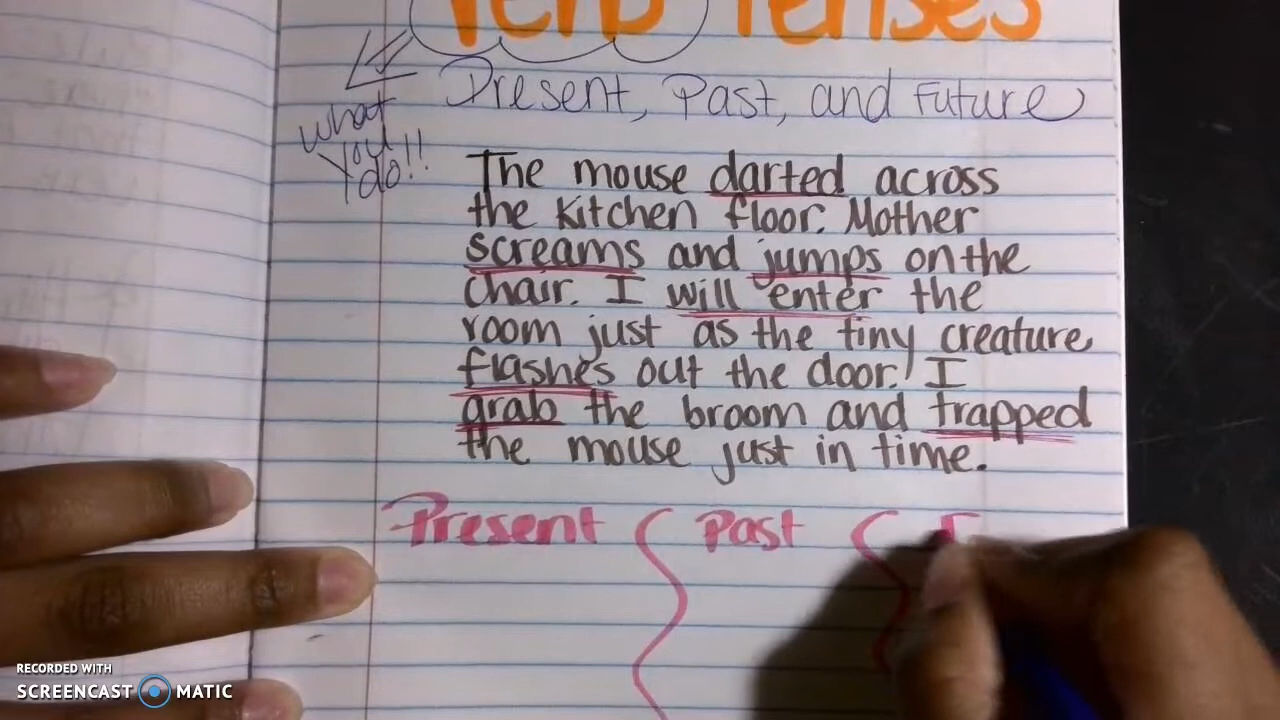 Verb Tenses
Present, Past, and Future
what
you
do!!
The mouse darted across
the kitchen floor. Mother
screams and jumps on the
chair. I will enter the
room just as the tiny creature
flashes out the door. I
grab the broom and trapped
the mouse just in time.
Present Past F
RECORDED WITH
SCREENCAST MATIC